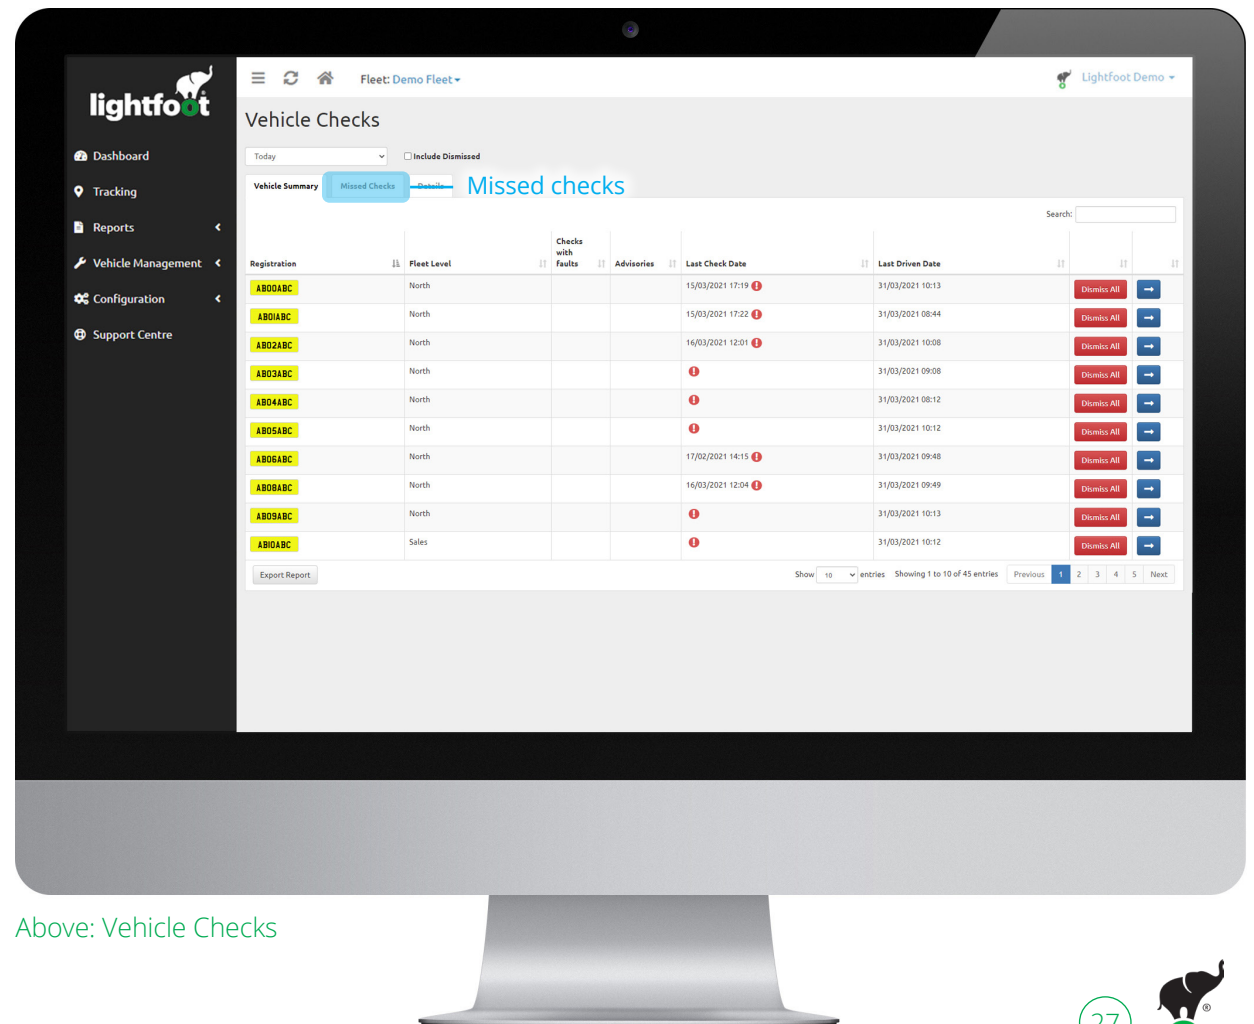 lightfoot
Fleet: Demo Fleet
Lightfoot Demo
Vehicle Checks
Dashboard
Tracking
Reports
Vehicle Management
Configuration
Support Centre
Today
Include Dismissed
Vehicle Summary
Missed Checks
Details
Missed checks
Search:
Registration
Fleet Level
Checks with faults
Advisories
Last Check Date
Last Driven Date
AB00ABC North 15/03/2021 17:19 31/03/2021 10:13 Dismiss All
AB01ABC North 15/03/2021 17:22 31/03/2021 08:44 Dismiss All
AB02ABC North 16/03/2021 12:01 31/03/2021 10:08 Dismiss All
AB03ABC North 31/03/2021 09:08 Dismiss All
AB04ABC North 31/03/2021 08:12 Dismiss All
AB05ABC North 31/03/2021 10:12 Dismiss All
AB06ABC North 17/02/2021 14:15 31/03/2021 09:48 Dismiss All
AB08ABC North 16/03/2021 12:04 31/03/2021 09:49 Dismiss All
AB09ABC North 31/03/2021 10:13 Dismiss All
AB10ABC Sales 31/03/2021 10:12 Dismiss All
Export Report
Show 10 entries Showing 1 to 10 of 45 entries Previous 1 2 3 4 5 Next
Above: Vehicle Checks
27
®